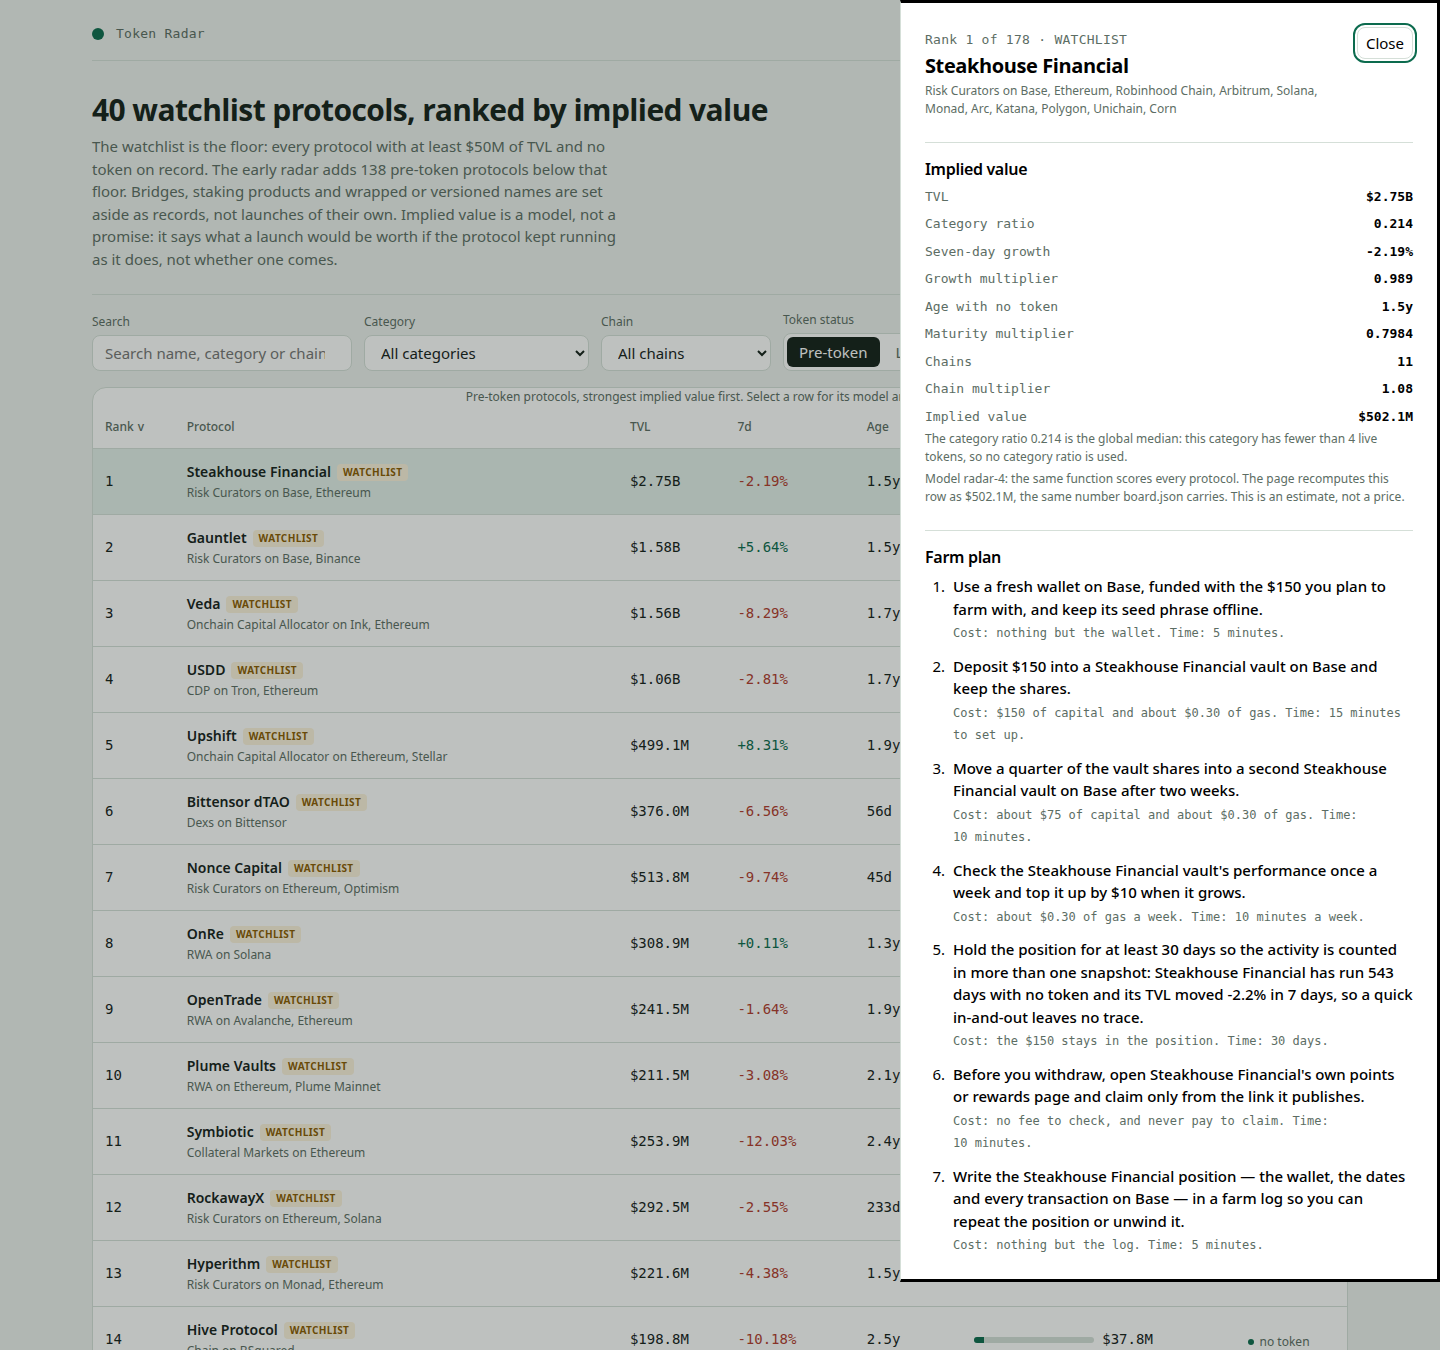 Token Radar
40 watchlist protocols, ranked by implied value
The watchlist is the floor: every protocol with at least $50M of TVL and no
token on record. The early radar adds 138 pre-token protocols below that
floor. Bridges, staking products and wrapped or versioned names are set
aside as records, not launches of their own. Implied value is a model, not a
promise: it says what a launch would be worth if the protocol kept running
as it does, not whether one comes.
Search
Category
Chain
Token status
Search name, category or chain
All categories
All chains
Pre-token
Pre-token protocols, strongest implied value first. Select a row for its model
Rank v
Protocol
TVL
7d
Age
1
Steakhouse Financial WATCHLIST
Risk Curators on Base, Ethereum
$2.75B
-2.19%
1.5y
2
Gauntlet WATCHLIST
Risk Curators on Base, Binance
$1.58B
+5.64%
1.5y
3
Veda WATCHLIST
Onchain Capital Allocator on Ink, Ethereum
$1.56B
-8.29%
1.7y
4
USDD WATCHLIST
CDP on Tron, Ethereum
$1.06B
-2.81%
1.7y
5
Upshift WATCHLIST
Onchain Capital Allocator on Ethereum, Stellar
$499.1M
+8.31%
1.9y
6
Bittensor dTAO WATCHLIST
Dexs on Bittensor
$376.0M
-6.56%
56d
7
Nonce Capital WATCHLIST
Risk Curators on Ethereum, Optimism
$513.8M
-9.74%
45d
8
OnRe WATCHLIST
RWA on Solana
$308.9M
+0.11%
1.3y
9
OpenTrade WATCHLIST
RWA on Avalanche, Ethereum
$241.5M
-1.64%
1.9y
10
Plume Vaults WATCHLIST
RWA on Ethereum, Plume Mainnet
$211.5M
-3.08%
2.1y
11
Symbiotic WATCHLIST
Collateral Markets on Ethereum
$253.9M
-12.03%
2.4y
12
RockawayX WATCHLIST
Risk Curators on Ethereum, Solana
$292.5M
-2.55%
233d
13
Hyperithm WATCHLIST
Risk Curators on Monad, Ethereum
$221.6M
-4.38%
1.5y
14
Hive Protocol WATCHLIST
Chain on BSquared
$198.8M
-10.18%
2.5y
$37.8M
no token
Rank 1 of 178 · WATCHLIST
Close
Steakhouse Financial
Risk Curators on Base, Ethereum, Robinhood Chain, Arbitrum, Solana,
Monad, Arc, Katana, Polygon, Unichain, Corn
Implied value
TVL $2.75B
Category ratio 0.214
Seven-day growth -2.19%
Growth multiplier 0.989
Age with no token 1.5y
Maturity multiplier 0.7984
Chains 11
Chain multiplier 1.08
Implied value $502.1M
The category ratio 0.214 is the global median: this category has fewer than 4 live
tokens, so no category ratio is used.
Model radar-4: the same function scores every protocol. The page recomputes this
row as $502.1M, the same number board.json carries. This is an estimate, not a price.
Farm plan
1. Use a fresh wallet on Base, funded with the $150 you plan to
farm with, and keep its seed phrase offline.
Cost: nothing but the wallet. Time: 5 minutes.
2. Deposit $150 into a Steakhouse Financial vault on Base and
keep the shares.
Cost: $150 of capital and about $0.30 of gas. Time: 15 minutes
to set up.
3. Move a quarter of the vault shares into a second Steakhouse
Financial vault on Base after two weeks.
Cost: about $75 of capital and about $0.30 of gas. Time:
10 minutes.
4. Check the Steakhouse Financial vault's performance once a
week and top it up by $10 when it grows.
Cost: about $0.30 of gas a week. Time: 10 minutes a week.
5. Hold the position for at least 30 days so the activity is counted
in more than one snapshot: Steakhouse Financial has run 543
days with no token and its TVL moved -2.2% in 7 days, so a quick
in-and-out leaves no trace.
Cost: the $150 stays in the position. Time: 30 days.
6. Before you withdraw, open Steakhouse Financial's own points
or rewards page and claim only from the link it publishes.
Cost: no fee to check, and never pay to claim. Time:
10 minutes.
7. Write the Steakhouse Financial position — the wallet, the dates
and every transaction on Base — in a farm log so you can
repeat the position or unwind it.
Cost: nothing but the log. Time: 5 minutes.